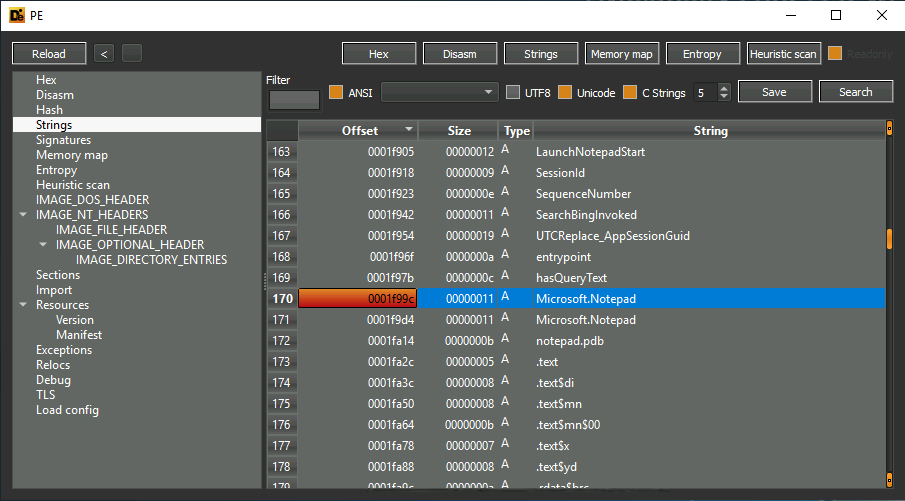 De PE
Reload < Hex Disasm Strings Memory map Entropy Heuristic scan Readonly
Filter
ANSI UTF8 Unicode C Strings 5 Save Search
Hex
Disasm
Hash
Strings
Signatures
Memory map
Entropy
Heuristic scan
IMAGE_DOS_HEADER
IMAGE_NT_HEADERS
IMAGE_FILE_HEADER
IMAGE_OPTIONAL_HEADER
IMAGE_DIRECTORY_ENTRIES
Sections
Import
Resources
Version
Manifest
Exceptions
Relocs
Debug
TLS
Load config
Offset Size Type String
163 0001f905 00000012 A LaunchNotepadStart
164 0001f918 00000009 A SessionId
165 0001f923 0000000e A SequenceNumber
166 0001f942 00000011 A SearchBingInvoked
167 0001f954 00000019 A UTCReplace_AppSessionGuid
168 0001f96f 0000000a A entrypoint
169 0001f97b 0000000c A hasQueryText
170 0001f99c 00000011 A Microsoft.Notepad
171 0001f9d4 00000011 A Microsoft.Notepad
172 0001fa14 0000000b A notepad.pdb
173 0001fa2c 00000005 A .text
174 0001fa3c 00000008 A .text$di
175 0001fa50 00000008 A .text$mn
176 0001fa64 0000000b A .text$mn$00
177 0001fa78 00000007 A .text$x
178 0001fa88 00000008 A .text$yd
179 0001fa9c 0000000a A .rdata$brc